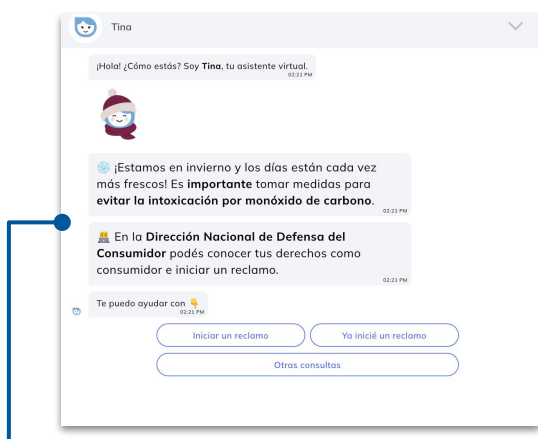 Tina
¡Hola! ¿Cómo estás? Soy Tina, tu asistente virtual.
02:21 PM
¡Estamos en invierno y los días están cada vez
más frescos! Es importante tomar medidas para
evitar la intoxicación por monóxido de carbono.
02:21 PM
En la Dirección Nacional de Defensa del
Consumidor podés conocer tus derechos como
consumidor e iniciar un reclamo.
02:21 PM
Te puedo ayudar con
02:21 PM
Iniciar un reclamo
Ya inicié un reclamo
Otras consultas